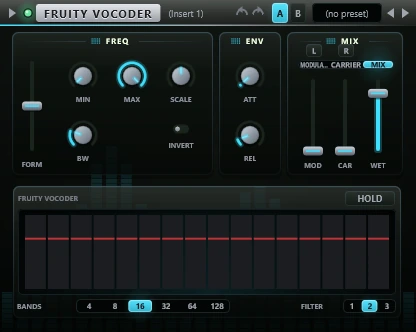 FRUITY VOCODER (Insert 1) A B (no preset)
FREQ ENV MIX
L R
MODULA.. CARRIER MIX
MIN MAX SCALE ATT
FORM BW INVERT REL MOD CAR WET
FRUITY VOCODER HOLD
BANDS 4 8 16 32 64 128 FILTER 1 2 3